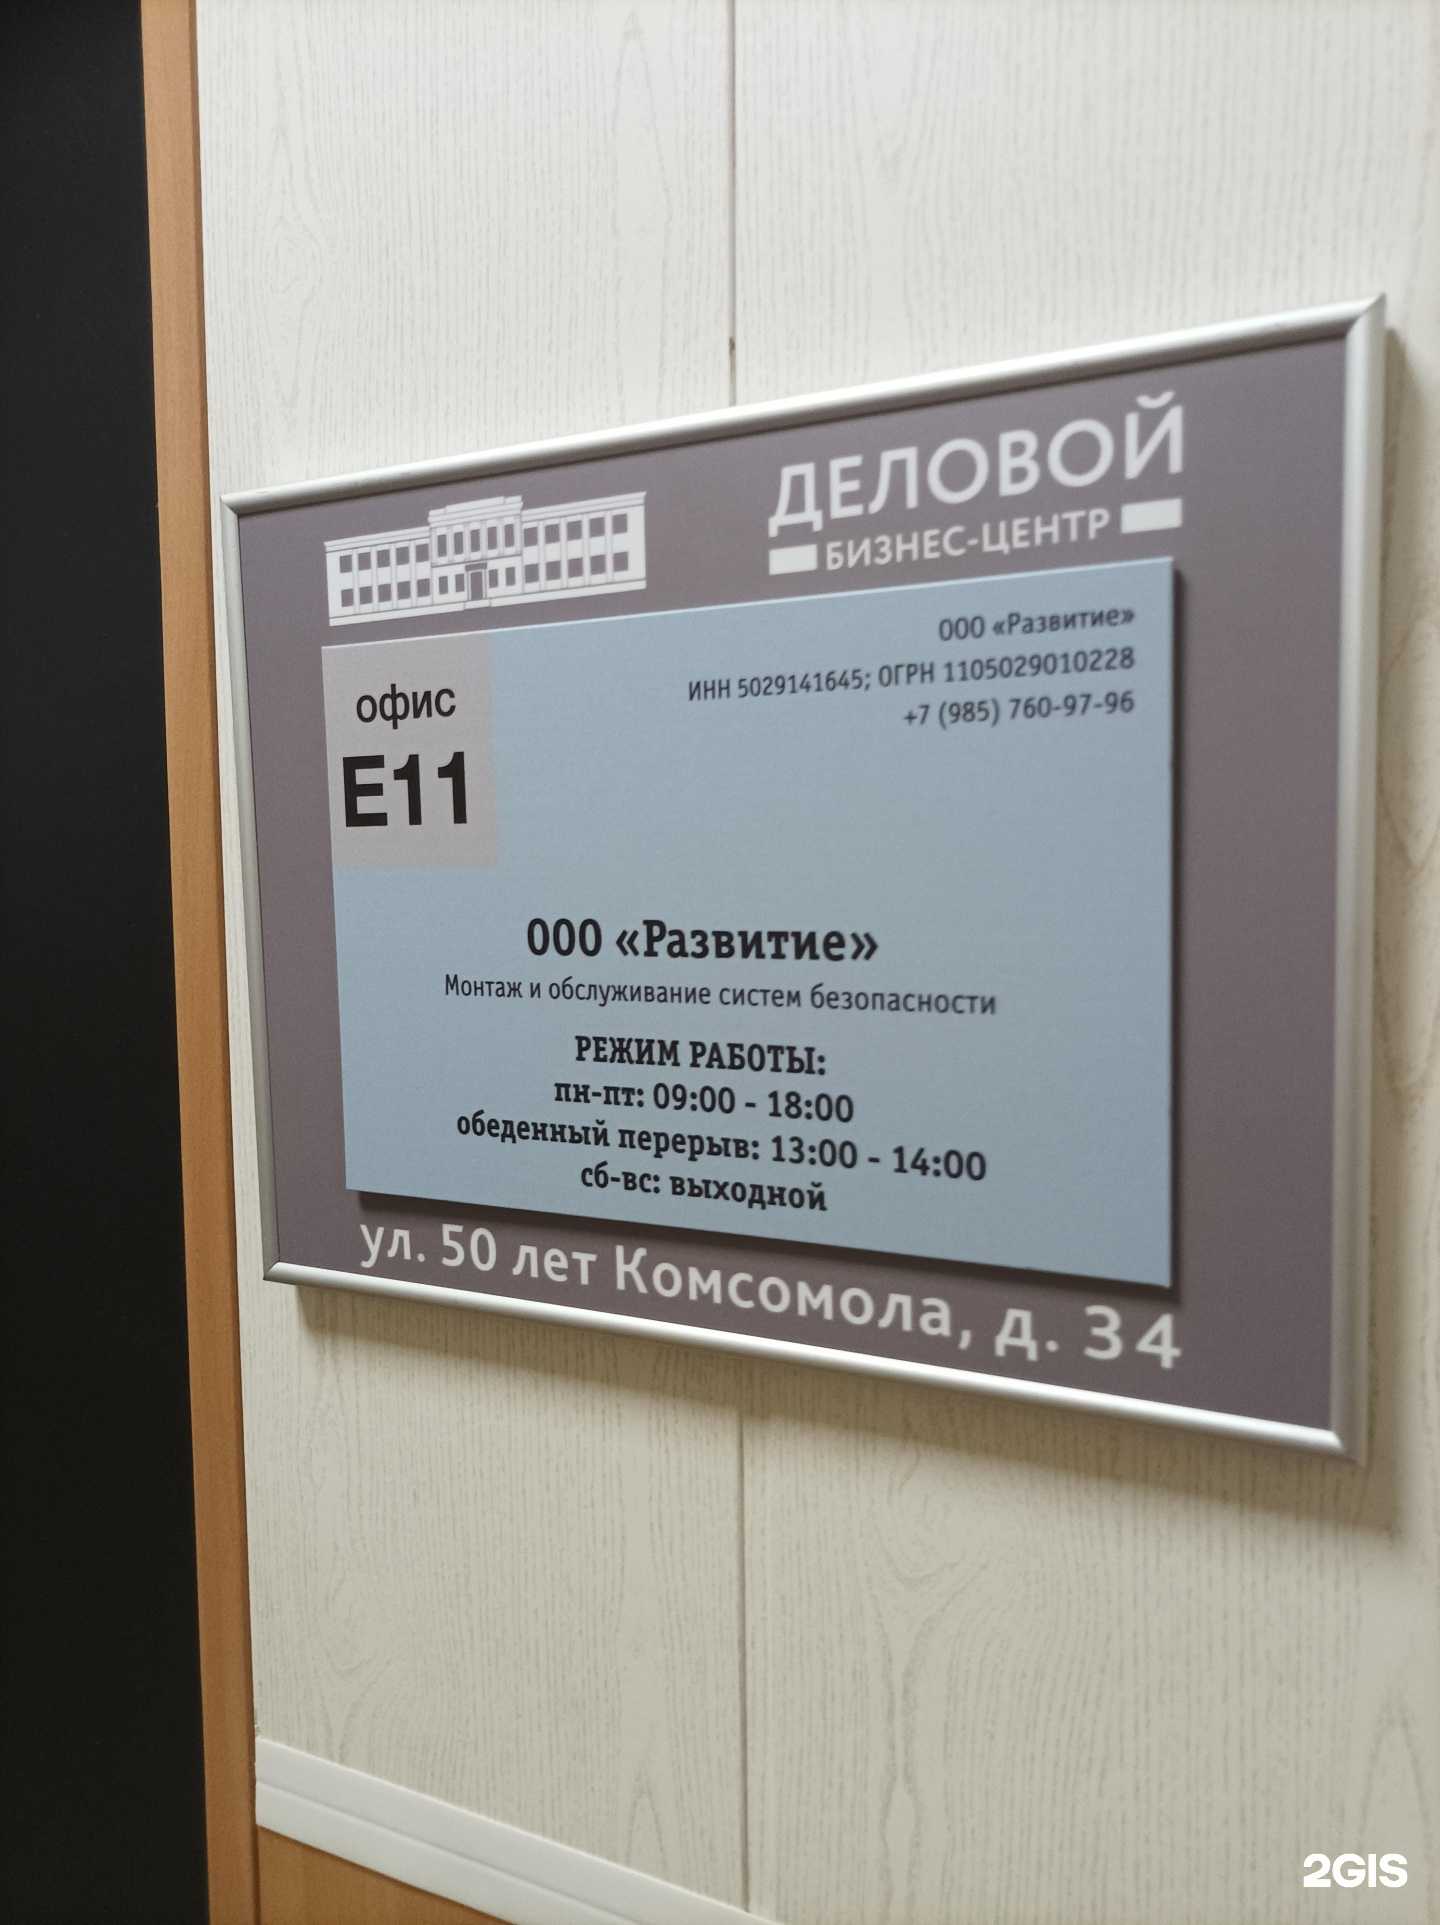 ДЕЛОВОЙ
БИЗНЕС-ЦЕНТР
ООО «Развитие»
ИНН 5029141645; ОГРН 1105029010228
+7 (985) 760-97-96
офис
Е11
ООО «Развитие»
Монтаж и обслуживание систем безопасности
РЕЖИМ РАБОТЫ:
пн-пт: 09:00 - 18:00
обеденный перерыв: 13:00 - 14:00
сб-вс: выходной
ул. 50 лет Комсомола, д. 34
2GIS